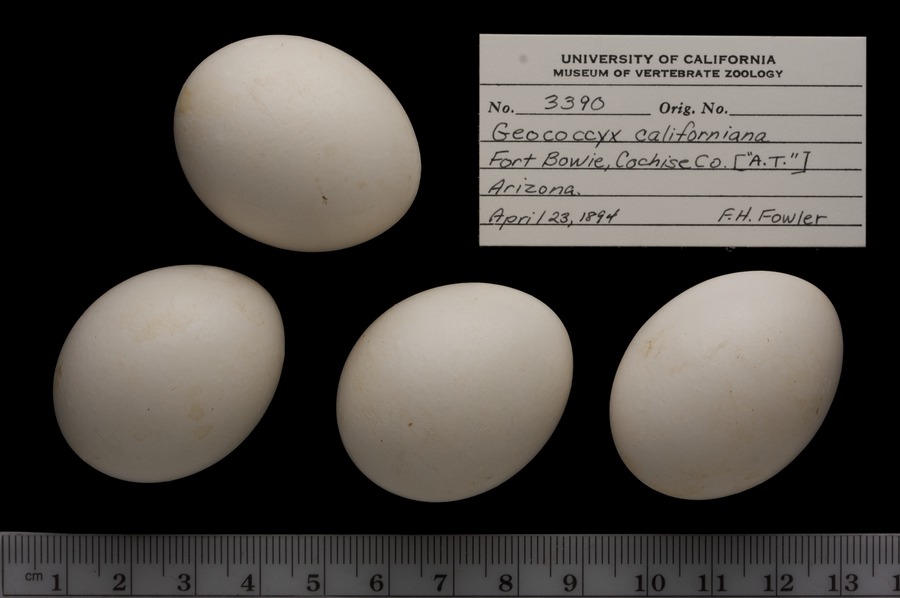 UNIVERSITY OF CALIFORNIA
MUSEUM OF VERTEBRATE ZOOLOGY
No. 3390 Orig. No.
Geococcyx californiana
Fort Bowie, Cochise Co. ["A.T."]
Arizona.
April 23, 1894 F.H. Fowler
cm 1 2 3 4 5 6 7 8 9 10 11 12 13